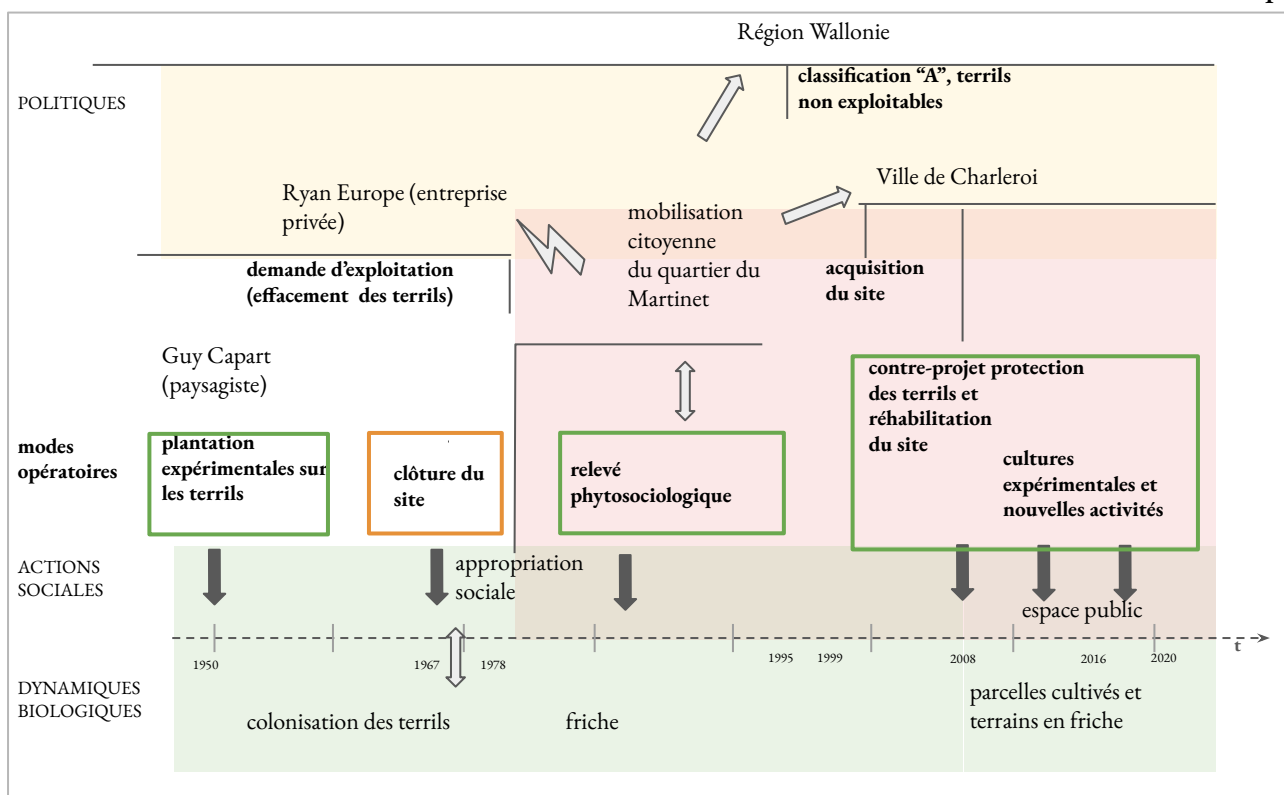 Région Wallonie
POLITIQUES
classification “A”, terrils
non exploitables
Ryan Europe (entreprise
privée)
Ville de Charleroi
mobilisation
citoyenne
du quartier du
Martinet
demande d’exploitation
(effacement des terrils)
acquisition
du site
Guy Capart
(paysagiste)
modes
opératoires
plantation
expérimentales sur
les terrils
clôture du
site
relevé
phytosociologique
contre-projet protection
des terrils et
réhabilitation
du site
cultures
expérimentales et
nouvelles activités
ACTIONS
SOCIALES
appropriation
sociale
espace public
t
1950
1967
1978
1995
1999
2008
2016
2020
DYNAMIQUES
BIOLOGIQUES
colonisation des terrils
friche
parcelles cultivés et
terrains en friche